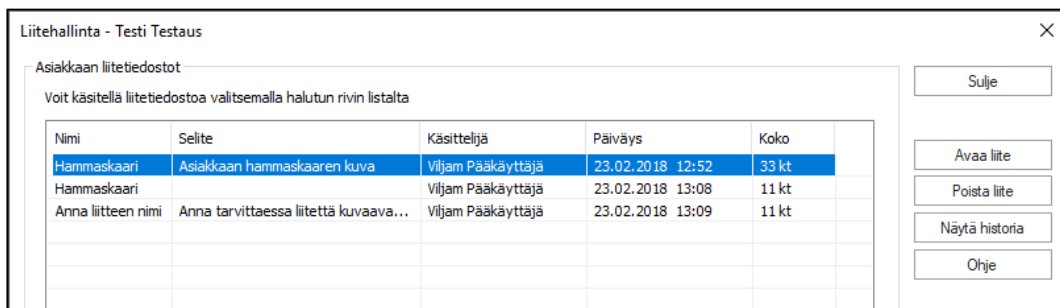 Liitehallinta - Testi Testaus
Asiakkaan liitetiedostot
Voit käsitellä liitetiedostoa valitsemalla halutun rivin listalta
Nimi Selite Käsittelijä Päiväys Koko
Hammaskaari Asiakkaan hammaskaaren kuva Viljam Pääkäyttäjä 23.02.2018 12:52 33 kt
Hammaskaari Viljam Pääkäyttäjä 23.02.2018 13:08 11 kt
Anna liitteen nimi Anna tarvittaessa liitettä kuvaava... Viljam Pääkäyttäjä 23.02.2018 13:09 11 kt
Sulje
Avaa liite
Poista liite
Näytä historia
Ohje